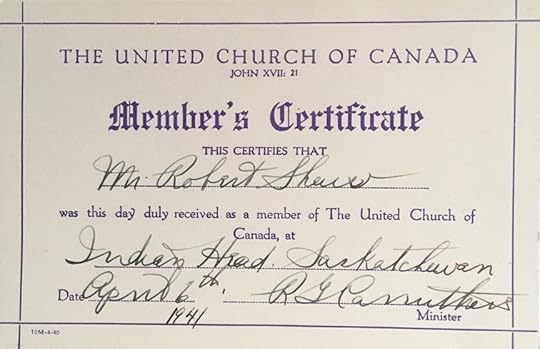 THE UNITED CHURCH OF CANADA
JOHN XVII: 21
Member's Certificate
THIS CERTIFIES THAT
Mr. Robert
was this day duly received as a member of The United Church of
Canada, at
Indian Head. Saskatchewan
Date April 6th, R G Carruthers
1941 Minister
10M-4-40